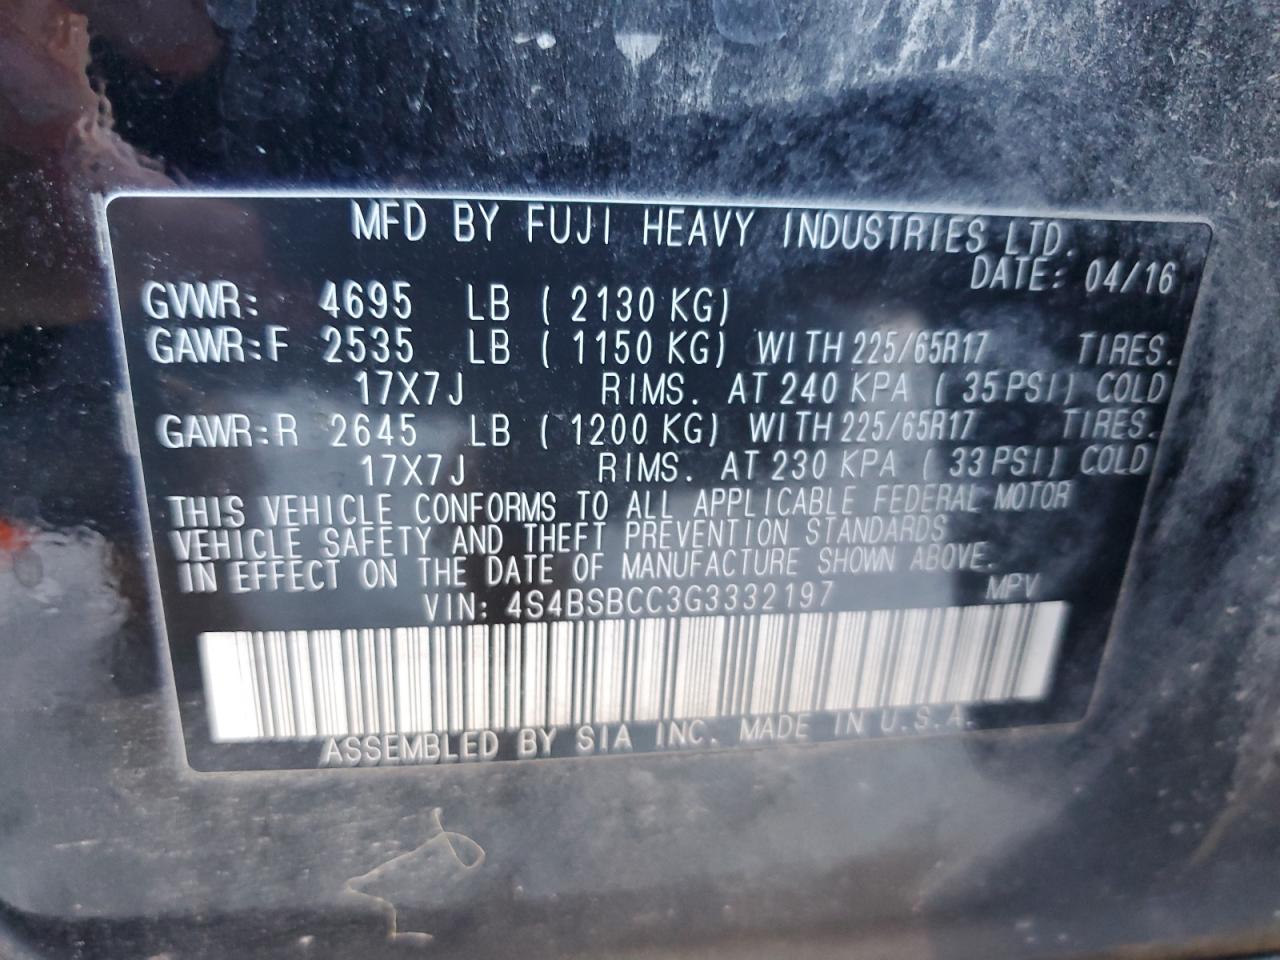 MFD BY FUJI HEAVY INDUSTRIES LTD.
DATE: 04/16
GVWR: 4695 LB ( 2130 KG)
GAWR:F 2535 LB ( 1150 KG) WITH 225/65R17 TIRES.
17X7J RIMS. AT 240 KPA ( 35 PSI) COLD
GAWR:R 2645 LB ( 1200 KG) WITH 225/65R17 TIRES.
17X7J RIMS. AT 230 KPA ( 33 PSI) COLD
THIS VEHICLE CONFORMS TO ALL APPLICABLE FEDERAL MOTOR
VEHICLE SAFETY AND THEFT PREVENTION STANDARDS
IN EFFECT ON THE DATE OF MANUFACTURE SHOWN ABOVE.
VIN: 4S4BSBCC3G3332197 MPV
ASSEMBLED BY SIA INC. MADE IN U.S.A.